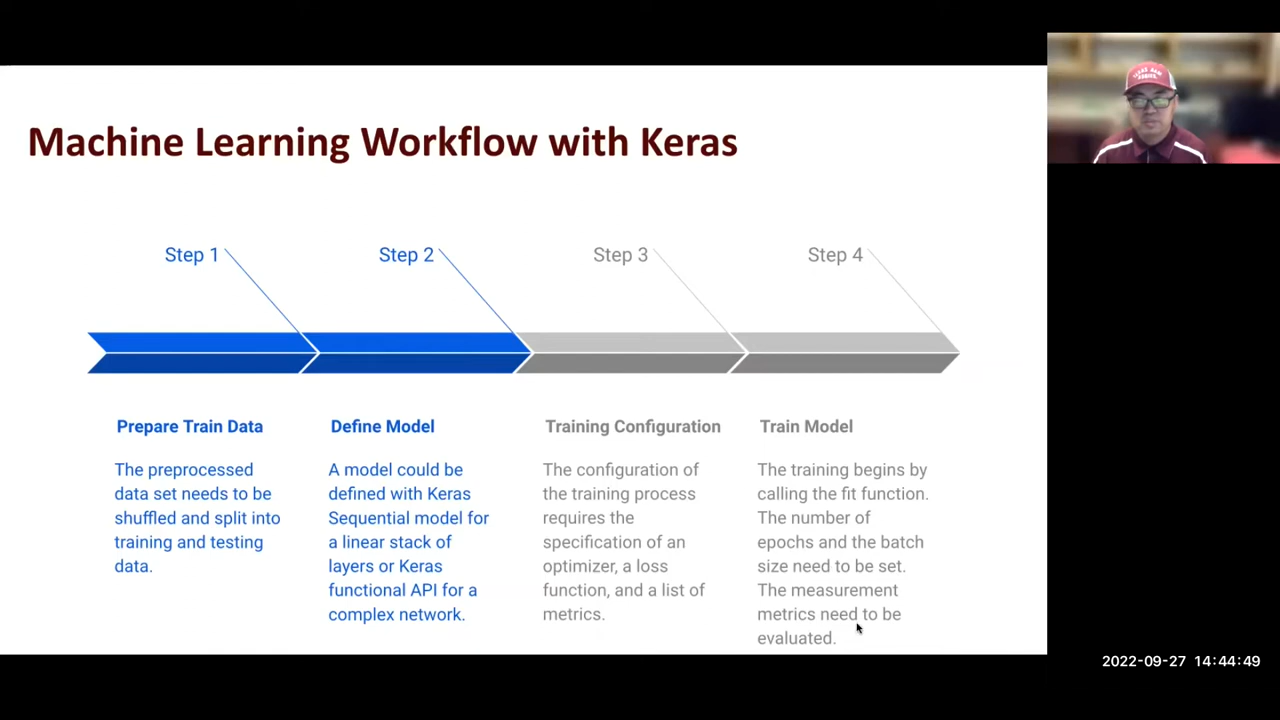 Machine Learning Workflow with Keras
TEXAS A&M
Step 1
Step 2
Step 3
Step 4
Prepare Train Data
The preprocessed
data set needs to be
shuffled and split into
training and testing
data.
Define Model
A model could be
defined with Keras
Sequential model for
a linear stack of
layers or Keras
functional API for a
complex network.
Training Configuration
The configuration of
the training process
requires the
specification of an
optimizer, a loss
function, and a list of
metrics.
Train Model
The training begins by
calling the fit function.
The number of
epochs and the batch
size need to be set.
The measurement
metrics need to be
evaluated.
2022-09-27 14:44:49